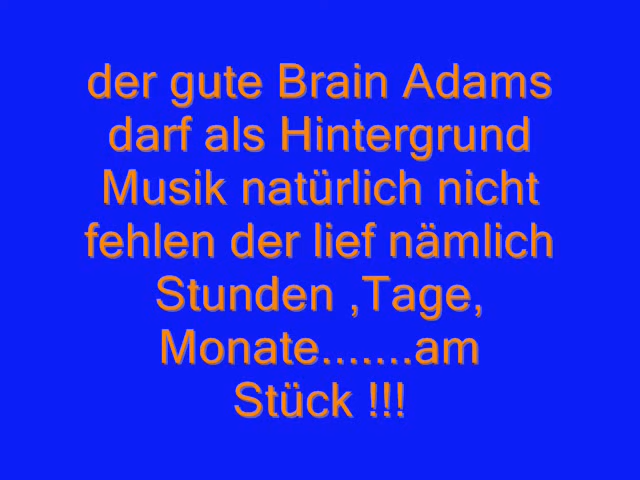 der gute Brain Adams
darf als Hintergrund
Musik natürlich nicht
fehlen der lief nämlich
Stunden ,Tage,
Monate.......am
Stück !!!